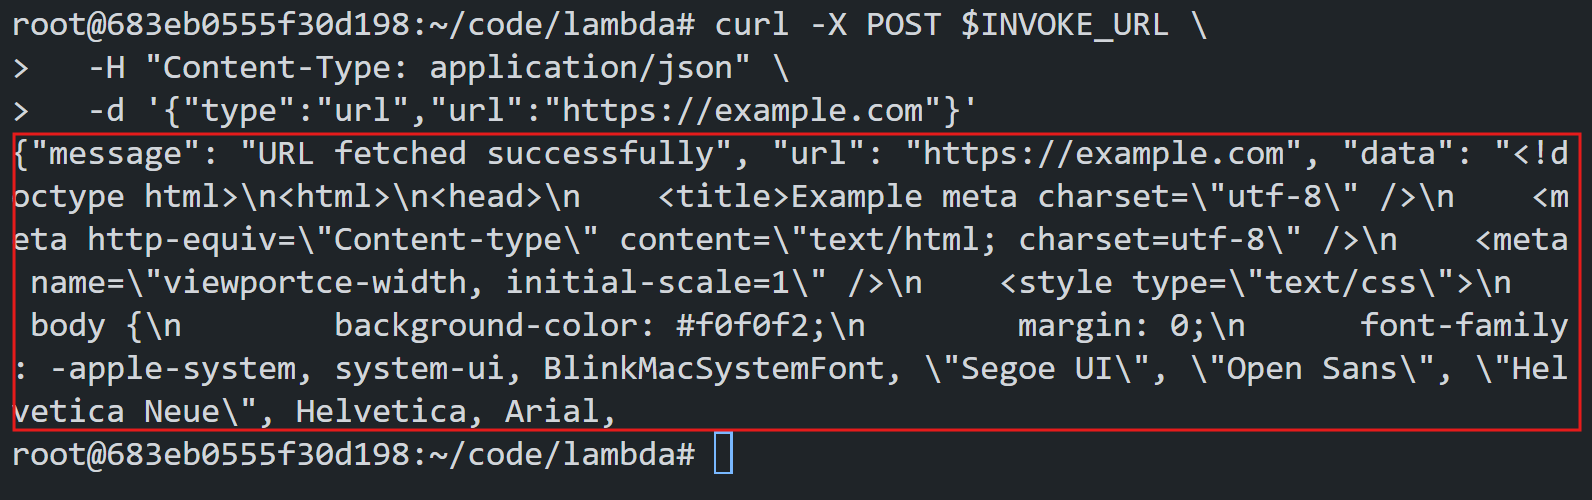 root@683eb0555f30d198:~/code/lambda# curl -X POST $INVOKE_URL \
>   -H "Content-Type: application/json" \
>   -d '{"type":"url","url":"https://example.com"}'
{"message": "URL fetched successfully", "url": "https://example.com", "data": "<!d
octype html>\n<html>\n<head>\n    <title>Example meta charset=\"utf-8\" />\n    <m
eta http-equiv=\"Content-type\" content=\"text/html; charset=utf-8\" />\n    <meta
 name=\"viewportce-width, initial-scale=1\" />\n    <style type=\"text/css\">\n
 body {\n        background-color: #f0f0f2;\n        margin: 0;\n      font-family
: -apple-system, system-ui, BlinkMacSystemFont, \"Segoe UI\", \"Open Sans\", \"Hel
vetica Neue\", Helvetica, Arial,
root@683eb0555f30d198:~/code/lambda#